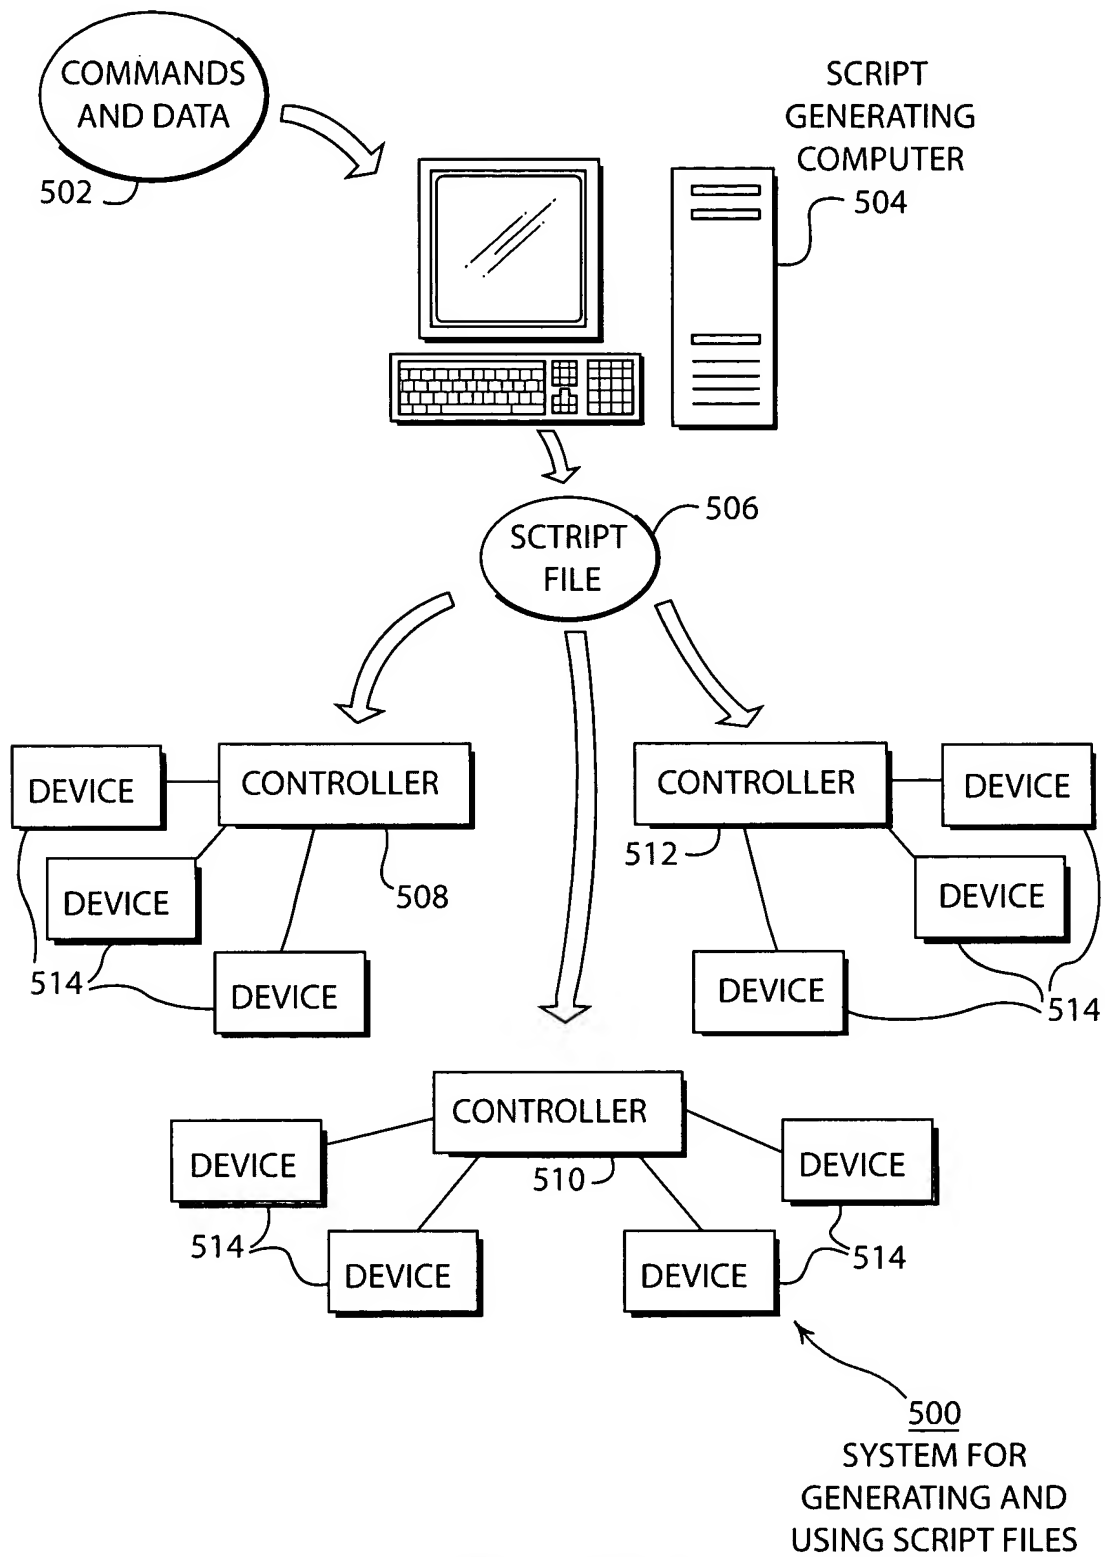 COMMANDS
AND DATA
502
SCRIPT
GENERATING
COMPUTER
504
SCTRIPT
FILE
506
DEVICE
CONTROLLER
508
DEVICE
DEVICE
514
CONTROLLER
512
DEVICE
DEVICE
DEVICE
514
CONTROLLER
510
DEVICE
DEVICE
514
DEVICE
DEVICE
514
500
SYSTEM FOR
GENERATING AND
USING SCRIPT FILES